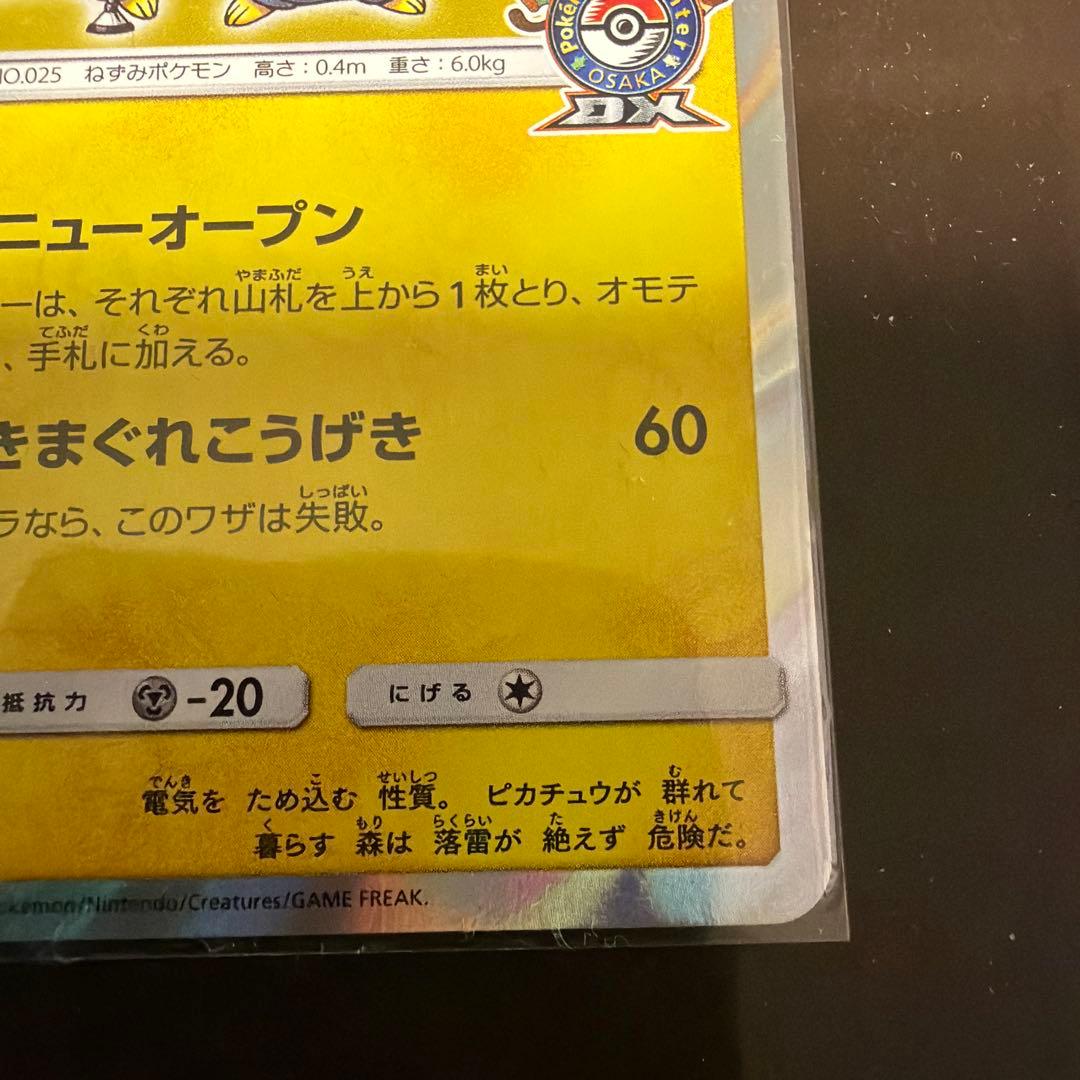 NO.025 ねずみポケモン 高さ：0.4m 重さ：6.0kg
OSAKA
DX
ニューオープン
ーは、それぞれ山札を上から1枚とり、オモテ
、手札に加える。
きまぐれこうげき 60
ラなら、このワザは失敗。
抵抗力 -20 にげる
電気を ため込む 性質。 ピカチュウが 群れて
暮らす 森は 落雷が 絶えず 危険だ。
okémon/Nintendo/Creatures/GAME FREAK.